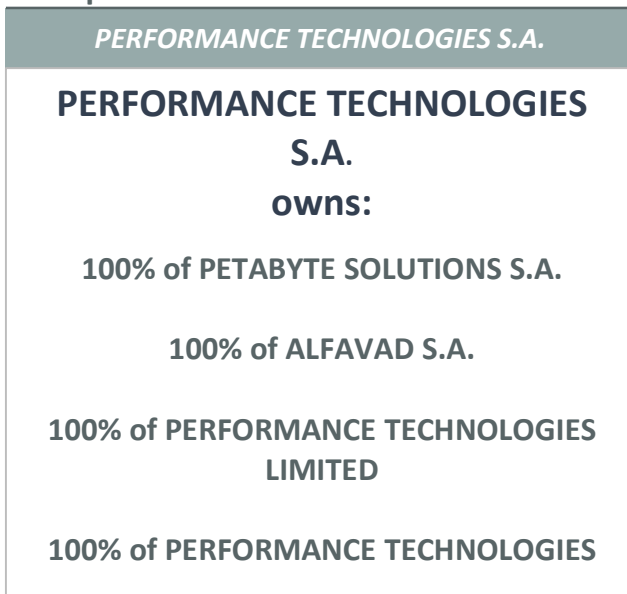 PERFORMANCE TECHNOLOGIES S.A.
PERFORMANCE TECHNOLOGIES
S.A.
owns:
100% of PETABYTE SOLUTIONS S.A.
100% of ALFAVAD S.A.
100% of PERFORMANCE TECHNOLOGIES
LIMITED
100% of PERFORMANCE TECHNOLOGIES